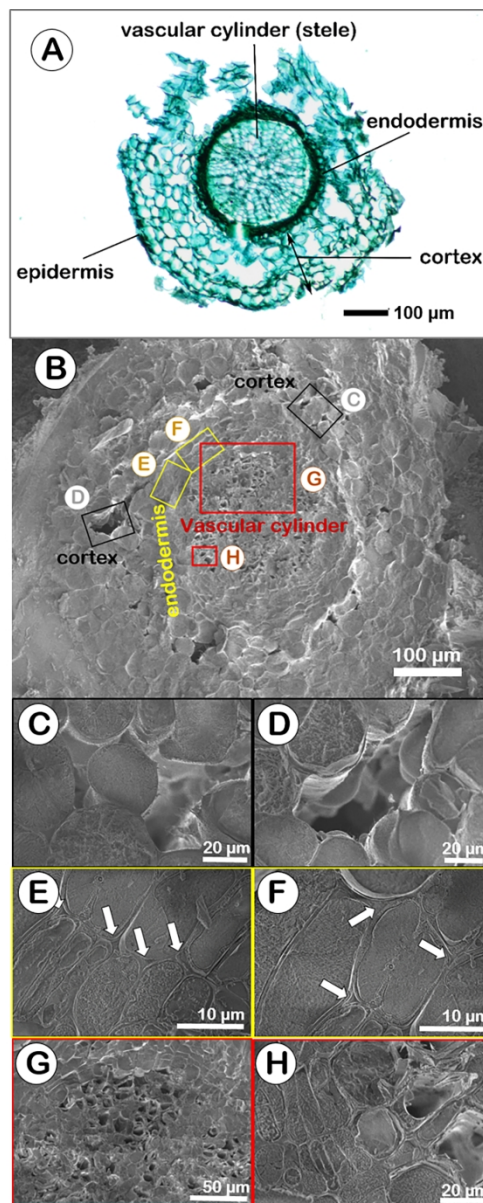 A
vascular cylinder (stele)
endodermis
epidermis
cortex
100 µm
B
cortex
C
F
E
G
D
Vascular cylinder
cortex
endodermis
H
100 µm
C
20 µm
D
20 µm
E
10 µm
F
10 µm
G
50 µm
H
20 µm